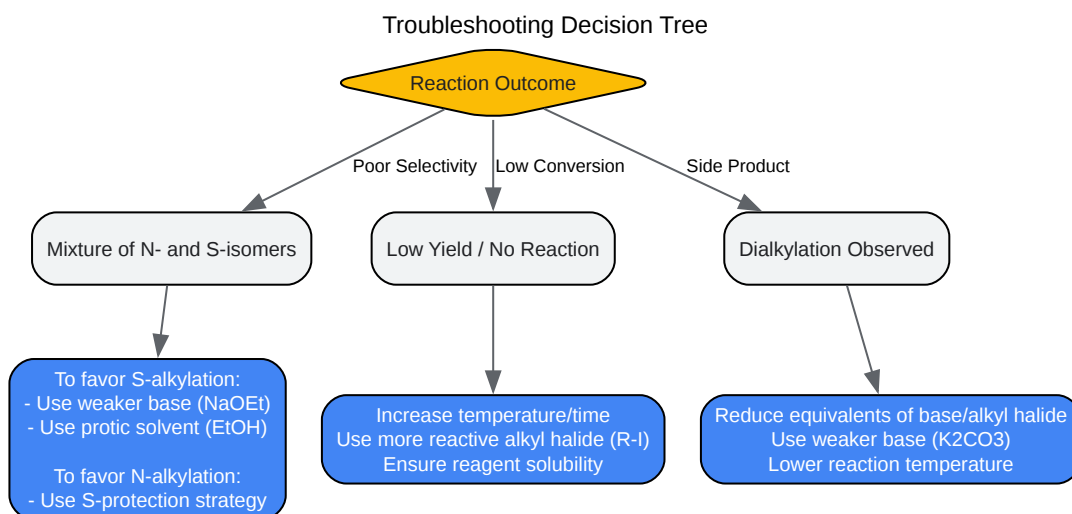 Troubleshooting Decision Tree
Reaction Outcome
Poor Selectivity
Low Conversion
Side Product
Mixture of N- and S-isomers
Low Yield / No Reaction
Dialkylation Observed
To favor S-alkylation:
- Use weaker base (NaOEt)
- Use protic solvent (EtOH)
To favor N-alkylation:
- Use S-protection strategy
Increase temperature/time
Use more reactive alkyl halide (R-I)
Ensure reagent solubility
Reduce equivalents of base/alkyl halide
Use weaker base (K2CO3)
Lower reaction temperature